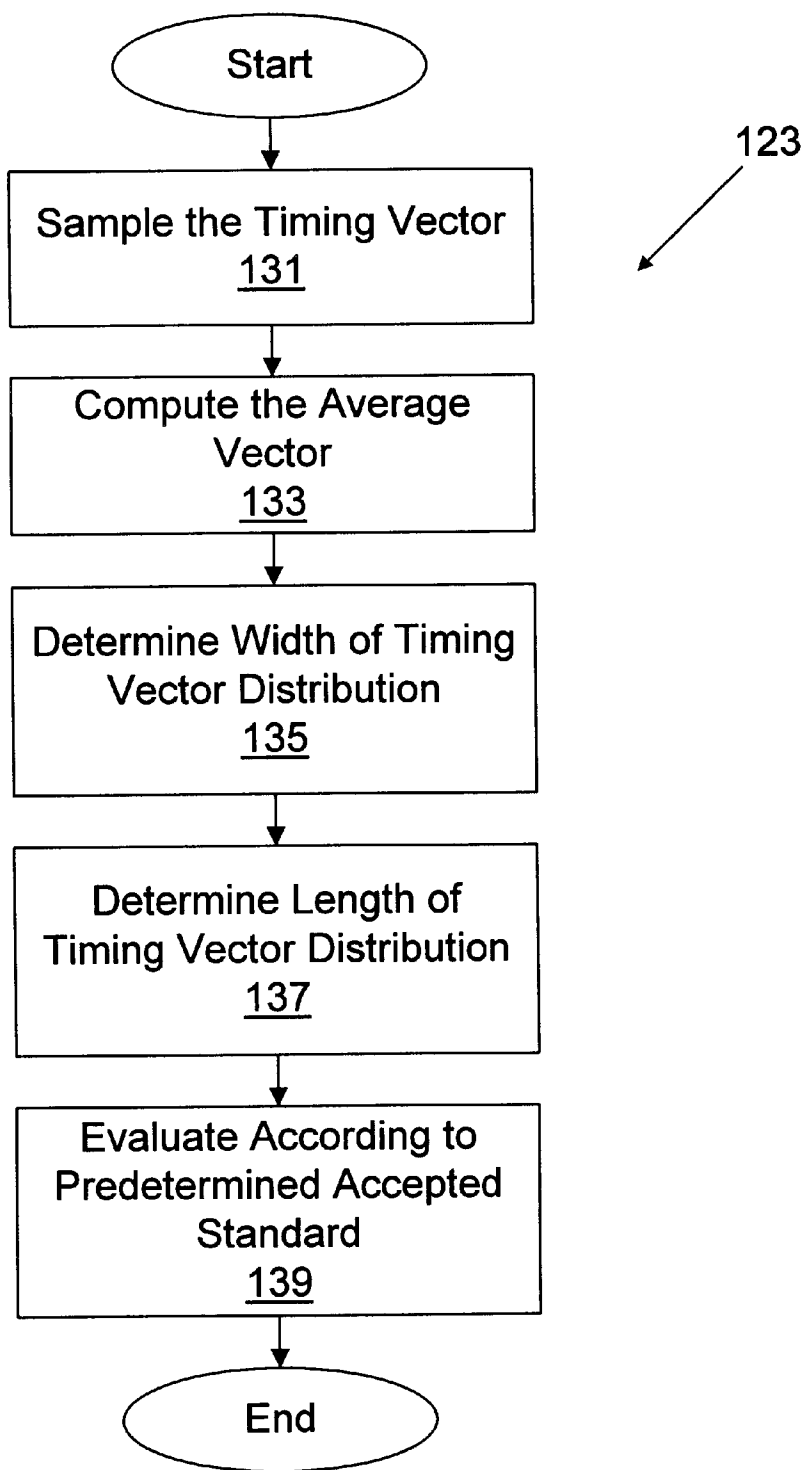 Start
123
Sample the Timing Vector
131
Compute the Average
Vector
133
Determine Width of Timing
Vector Distribution
135
Determine Length of
Timing Vector Distribution
137
Evaluate According to
Predetermined Accepted
Standard
139
End